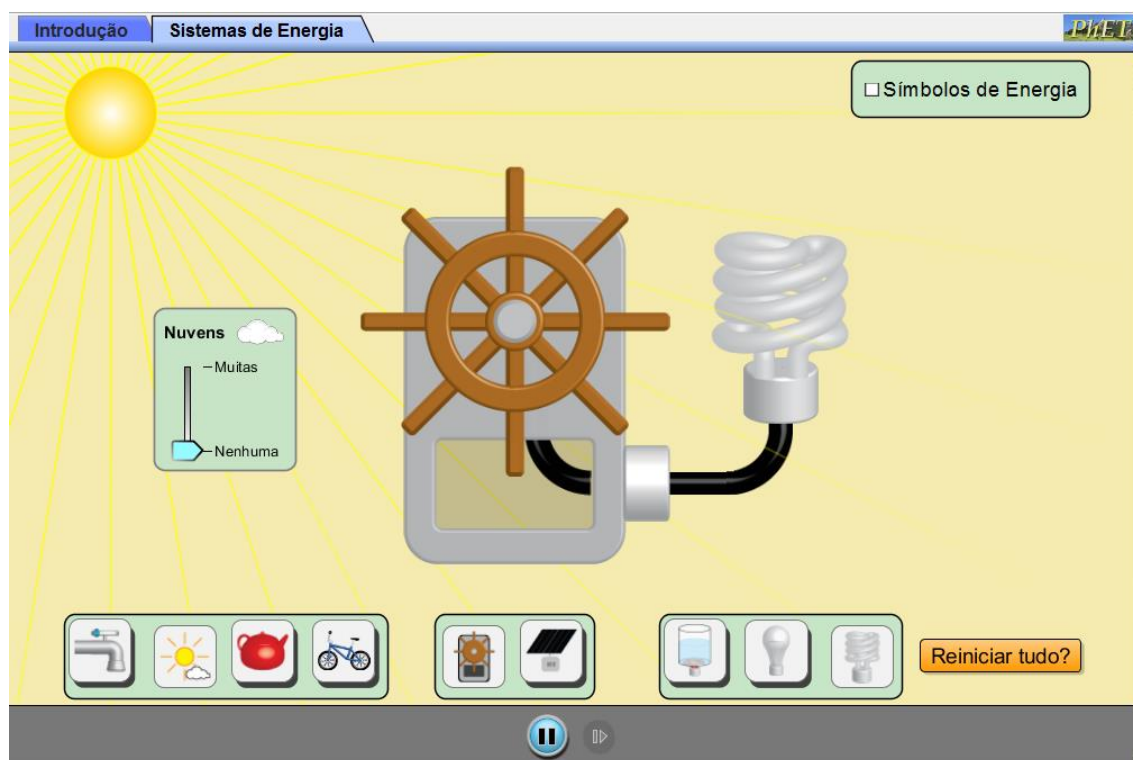 Introdução
Sistemas de Energia
PhET
Símbolos de Energia
Nuvens
Muitas
Nenhuma
Reiniciar tudo?